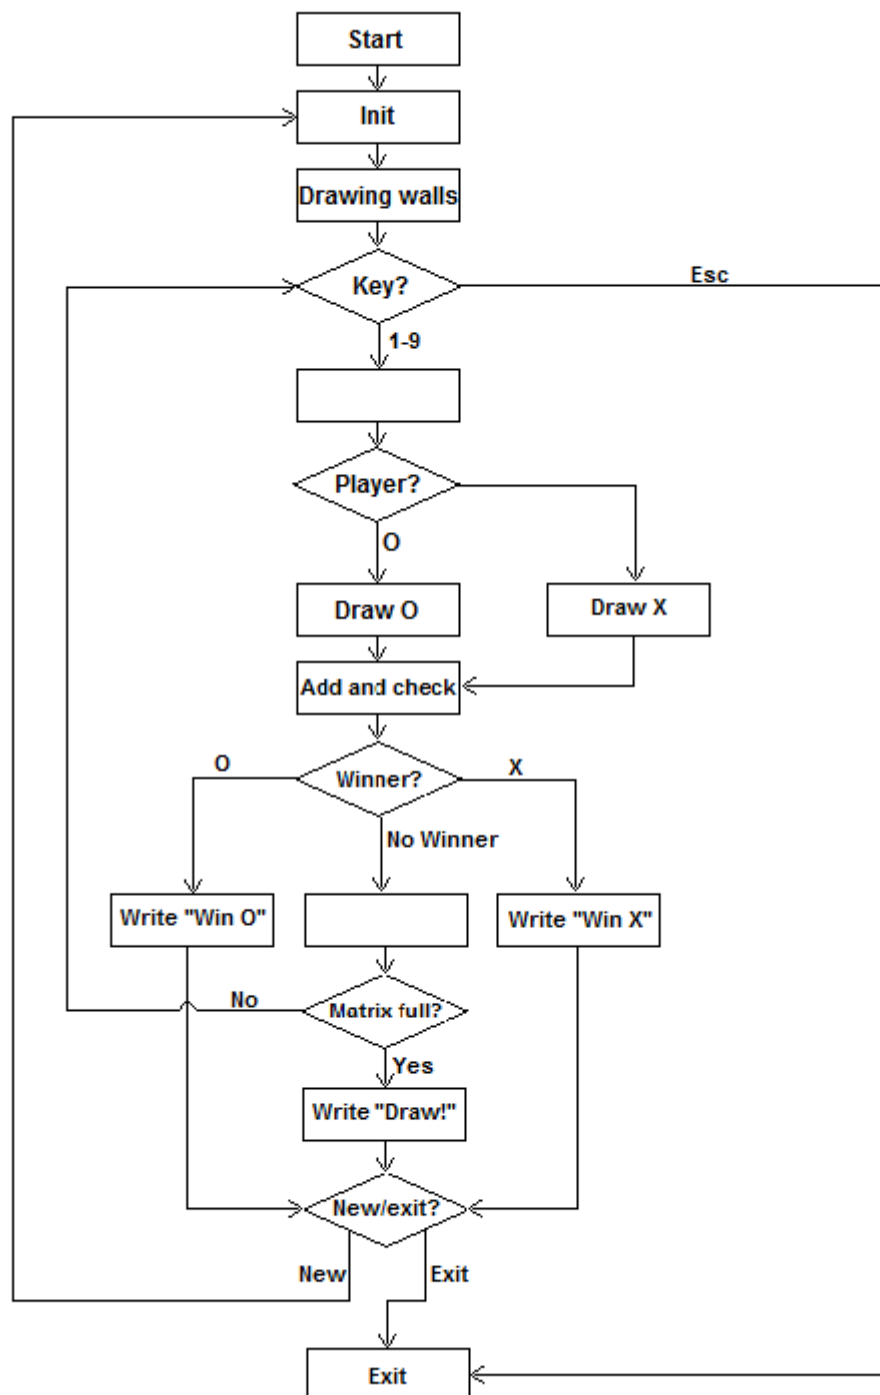 Start
Init
Drawing walls
Key?
Esc
1-9
Player?
O
Draw O
Draw X
Add and check
O
Winner?
X
No Winner
Write "Win O"
Write "Win X"
No
Matrix full?
Yes
Write "Draw!"
New/exit?
New
Exit
Exit